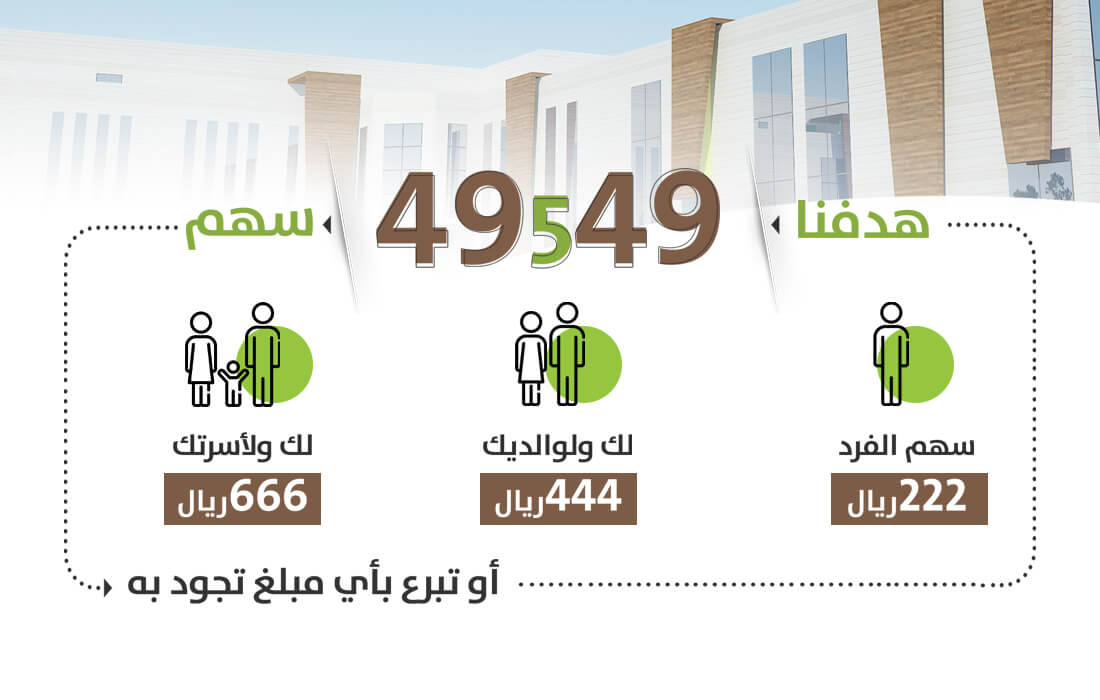 هدفنا 49549 سهم
سهم الفرد
222ريال
لك ولوالديك
444ريال
لك ولأسرتك
666ريال
أو تبرع بأي مبلغ تجود به